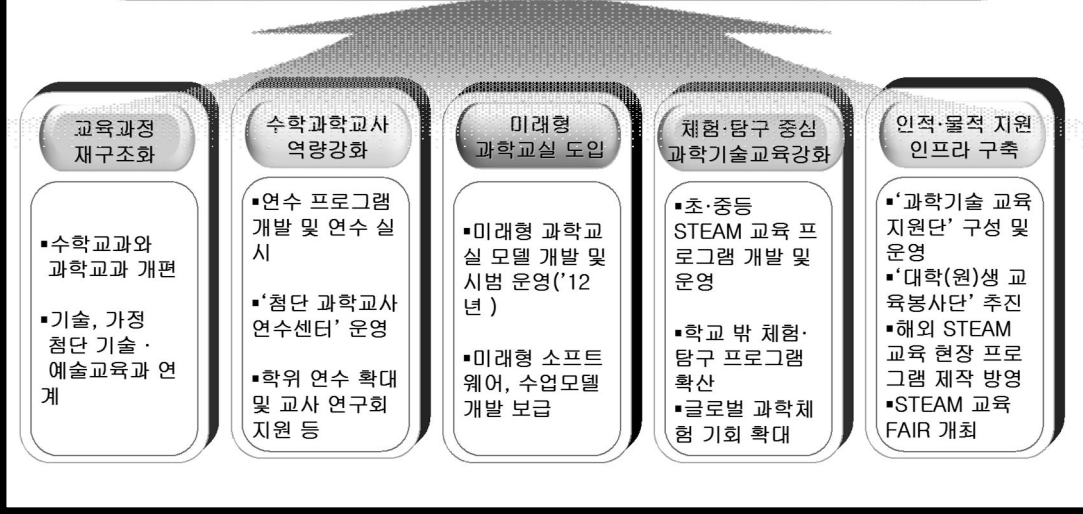 교육과정
재구조화
▪수학교과와
과학교과 개편
▪기술, 가정
첨단 기술 ·
예술교육과 연
계
수학과학교사
역량강화
▪연수 프로그램
개발 및 연수 실
시
▪‘첨단 과학교사
연수센터’ 운영
▪학위 연수 확대
및 교사 연구회
지원 등
미래형
과학교실 도입
▪미래형 과학교
실 모델 개발 및
시범 운영(’12
년 )
▪미래형 소프트
웨어, 수업모델
개발 보급
체험·탐구 중심
과학기술교육강화
▪초·중등
STEAM 교육 프
로그램 개발 및
운영
▪학교 밖 체험·
탐구 프로그램
확산
▪글로벌 과학체
험 기회 확대
인적·물적 지원
인프라 구축
▪‘과학기술 교육
지원단’ 구성 및
운영
▪‘대학(원)생 교
육봉사단’ 추진
▪해외 STEAM
교육 현장 프로
그램 제작 방영
▪STEAM 교육
FAIR 개최